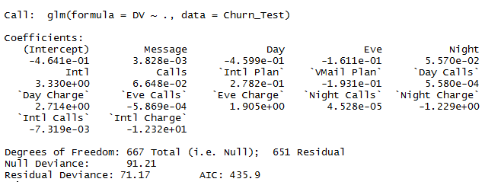 Call:  glm(formula = DV ~ ., data = Churn_Test)
Coefficients:
(Intercept) Message Day Eve Night
-4.641e-01 3.828e-03 -4.599e-01 -1.611e-01 5.570e-02
Intl Calls `Intl Plan` `VMail Plan` `Day Calls`
3.330e+00 6.648e-02 2.782e-01 -1.931e-01 5.580e-04
`Day Charge` `Eve Calls` `Eve Charge` `Night Calls` `Night Charge`
2.714e+00 -5.869e-04 1.905e+00 4.528e-05 -1.229e+00
`Intl Calls` `Intl Charge`
-7.319e-03 -1.232e+01
Degrees of Freedom: 667 Total (i.e. Null);  651 Residual
Null Deviance: 91.21
Residual Deviance: 71.17 AIC: 435.9